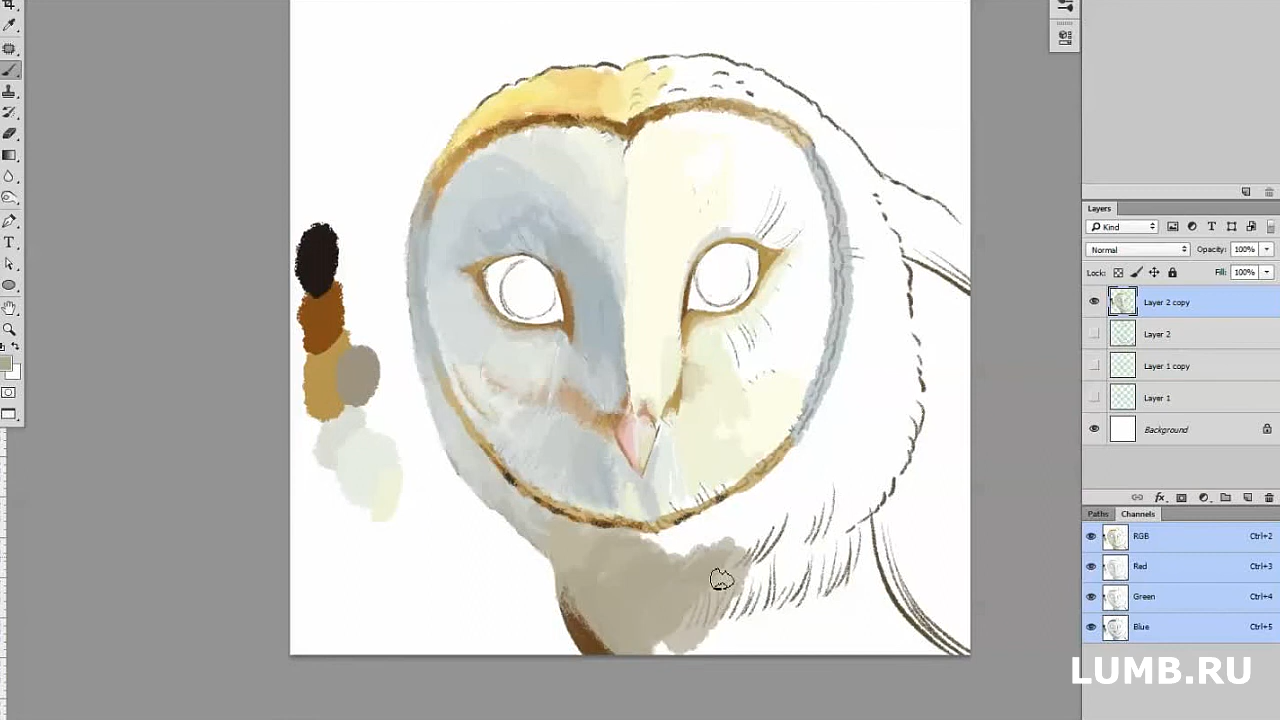 Layers
Kind
T
Normal
Opacity: 100%
Lock:
Fill: 100%
Layer 2 copy
Layer 2
Layer 1 copy
Layer 1
Background
fx
Paths
Channels
RGB
Ctrl+2
Red
Ctrl+3
Green
Ctrl+4
Blue
Ctrl+5
T
LUMB.RU